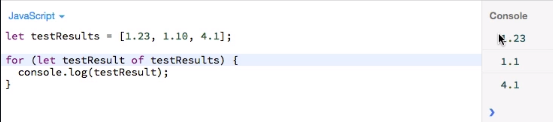 JavaScript
let testResults = [1.23, 1.10, 4.1];
for (let testResult of testResults) {
console.log(testResult);
}
Console
1.23
1.1
4.1